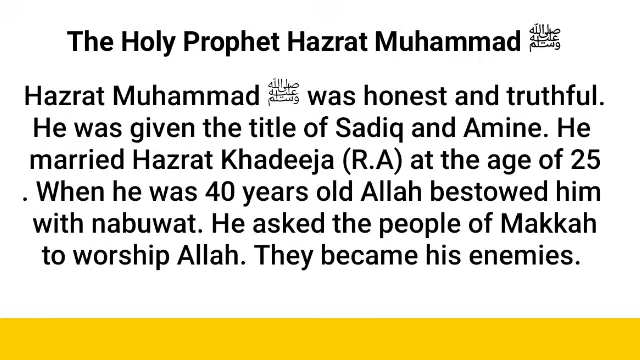 The Holy Prophet Hazrat Muhammad ﷺ
Hazrat Muhammad ﷺ was honest and truthful.
He was given the title of Sadiq and Amine. He
married Hazrat Khadeeja (R.A) at the age of 25
. When he was 40 years old Allah bestowed him
with nabuwat. He asked the people of Makkah
to worship Allah. They became his enemies.